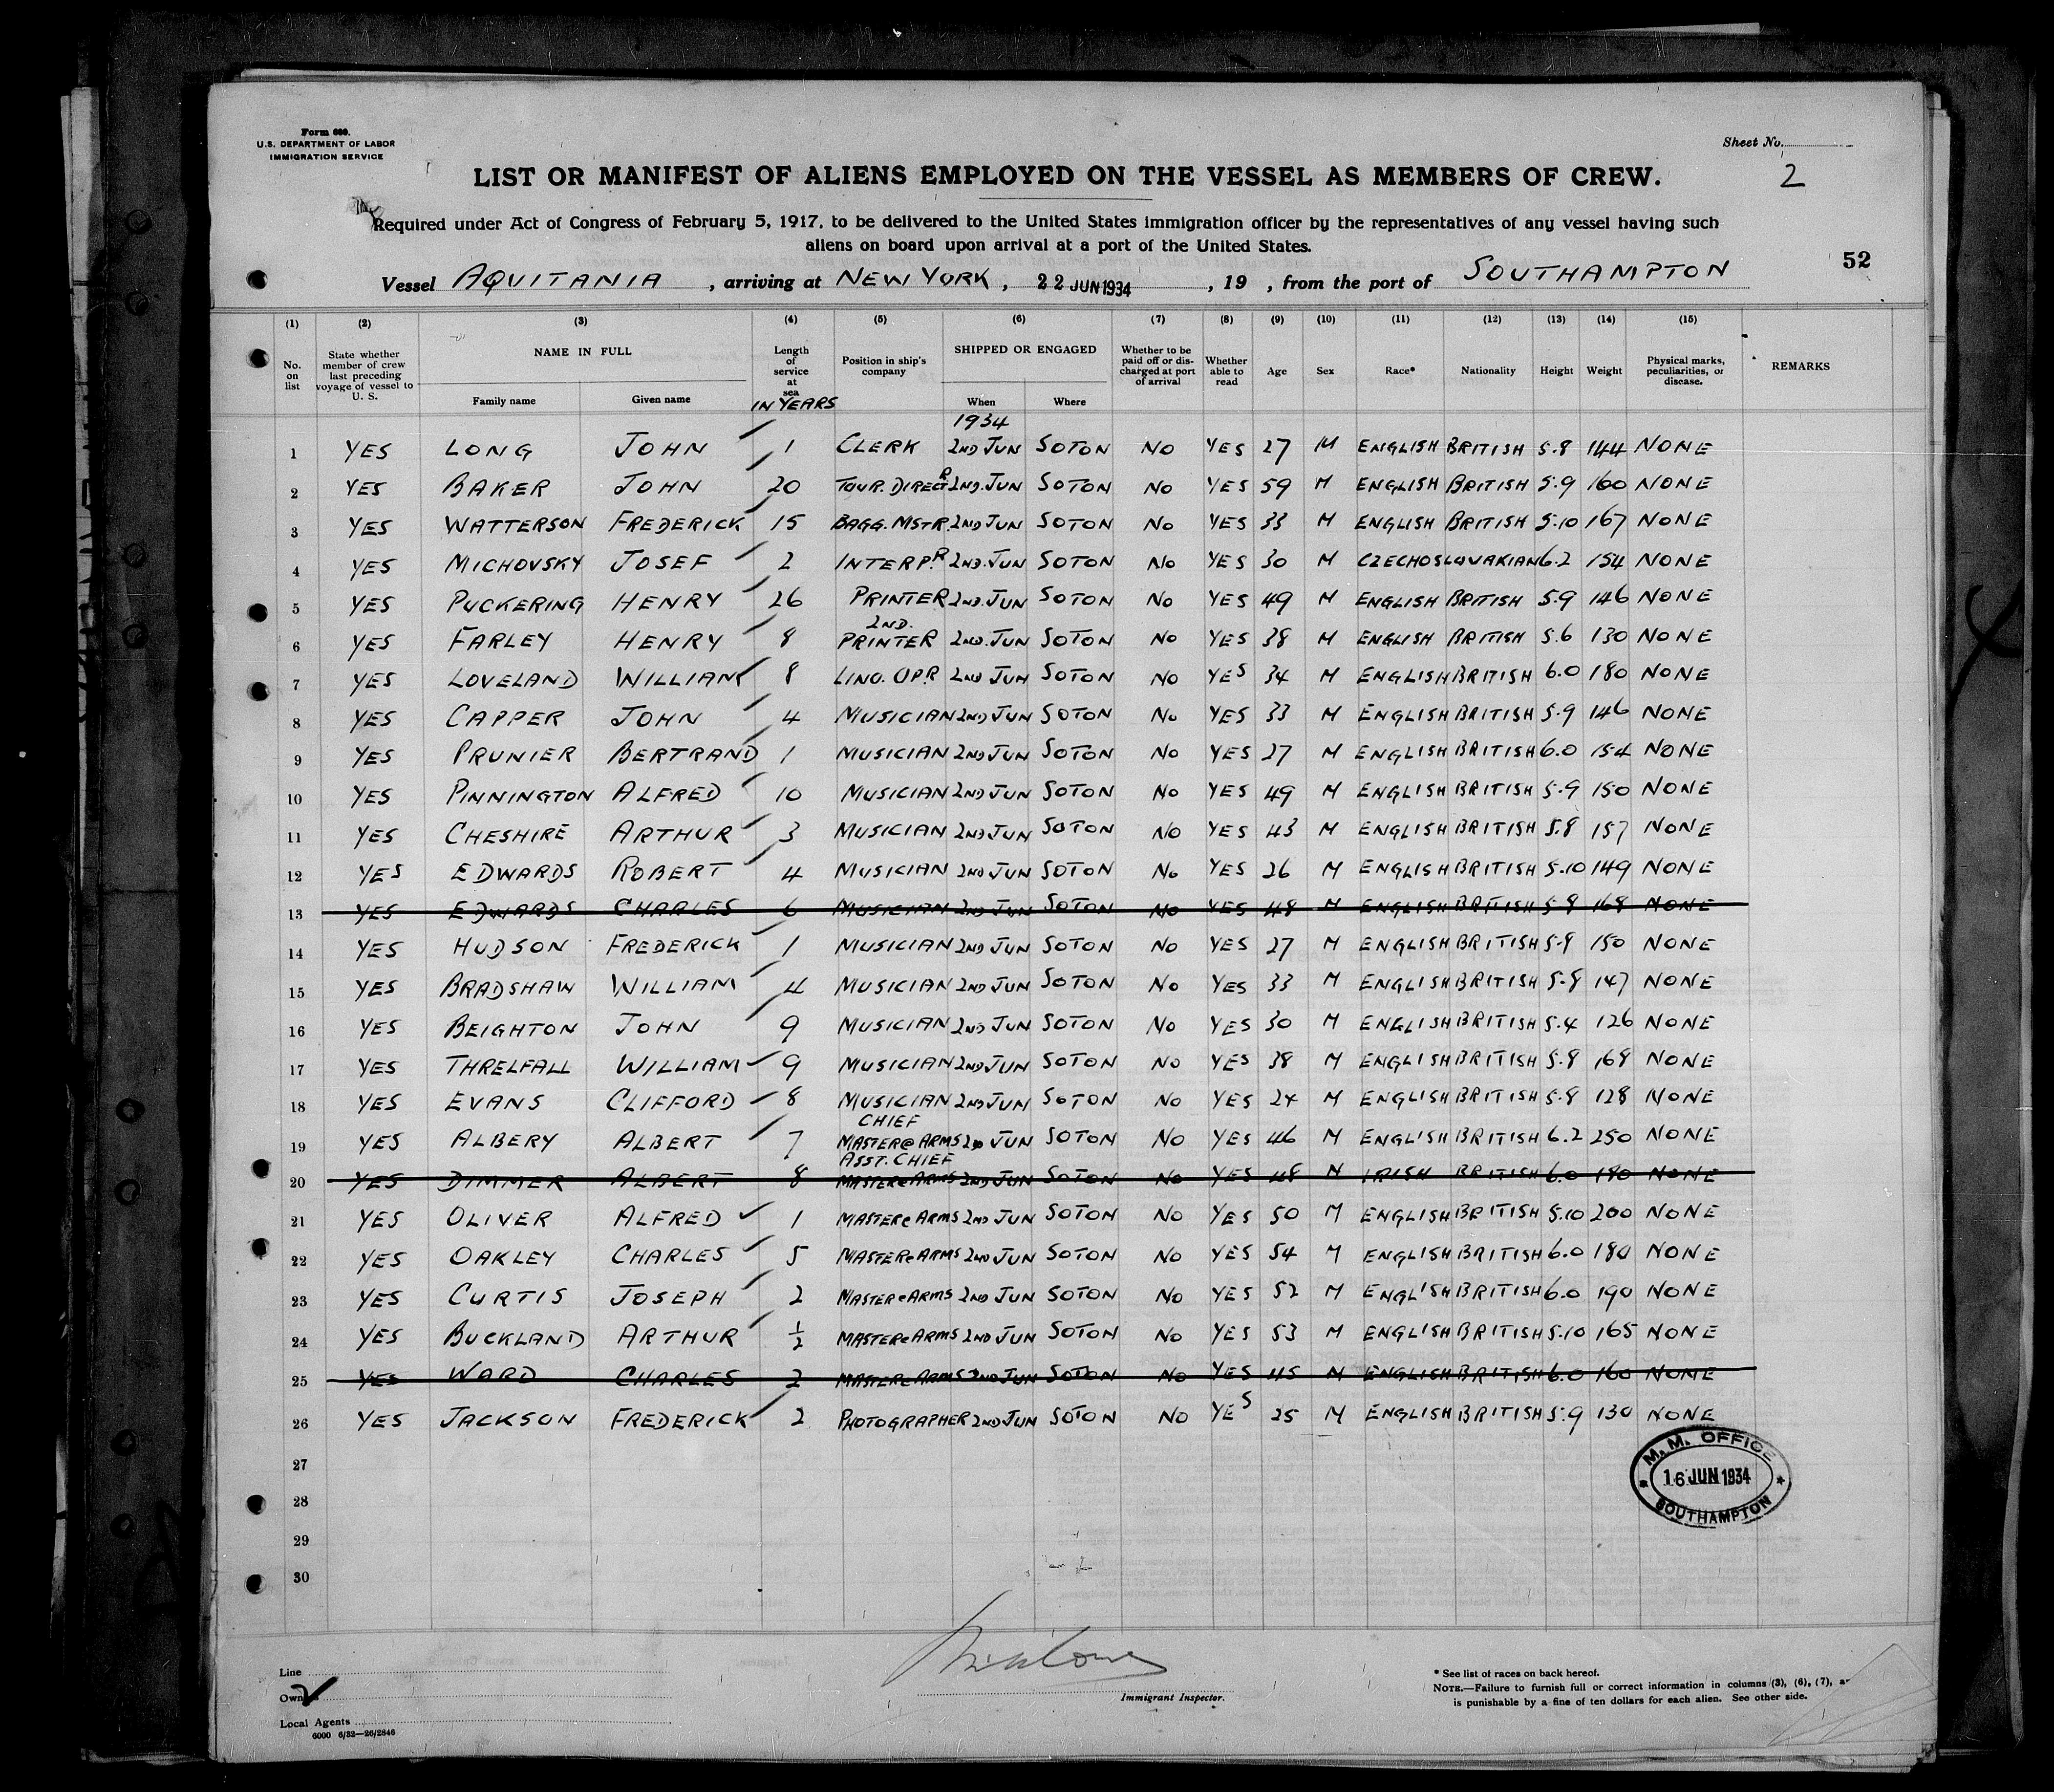 Form 680.
U.S. DEPARTMENT OF LABOR
IMMIGRATION SERVICE
Sheet No.
2
LIST OR MANIFEST OF ALIENS EMPLOYED ON THE VESSEL AS MEMBERS OF CREW.
Required under Act of Congress of February 5, 1917, to be delivered to the United States immigration officer by the representatives of any vessel having such
aliens on board upon arrival at a port of the United States.
52
Vessel AQUITANIA, arriving at NEW YORK, 22 JUN 1934, 19 , from the port of SOUTHAMPTON
(1) (2) (3) (4) (5) (6) (7) (8) (9) (10) (11) (12) (13) (14) (15)
No. on list State whether member of crew last preceding voyage of vessel to U. S. NAME IN FULL Family name Given name Length of service at sea IN YEARS Position in ship's company SHIPPED OR ENGAGED When Where Whether to be paid off or discharged at port of arrival Whether able to read Age Sex Race* Nationality Height Weight Physical marks, peculiarities, or disease. REMARKS
1934
1 YES LONG JOHN 1 CLERK 2ND JUN SOTON NO YES 27 M ENGLISH BRITISH 5.8 144 NONE
2 YES BAKER JOHN 20 TOUR. DIRECTR 2ND. JUN SOTON NO YES 59 M ENGLISH BRITISH 5.9 160 NONE
3 YES WATTERSON FREDERICK 15 BAGG. MSTR. 2ND JUN SOTON NO YES 33 M ENGLISH BRITISH 5.10 167 NONE
4 YES MICHOVSKY JOSEF 2 INTERP.R 2ND. JUN SOTON NO YES 30 M CZECHOSLOVAKIAN 6.2 154 NONE
5 YES PUCKERING HENRY 26 PRINTER 2ND. JUN SOTON NO YES 49 M ENGLISH BRITISH 5.9 146 NONE
6 YES FARLEY HENRY 8 2ND. PRINTER 2ND. JUN SOTON NO YES 38 M ENGLISH BRITISH 5.6 130 NONE
7 YES LOVELAND WILLIAM 8 LINO. OPR 2ND JUN SOTON NO YES 34 M ENGLISH BRITISH 6.0 180 NONE
8 YES CAPPER JOHN 4 MUSICIAN 2ND JUN SOTON NO YES 33 M ENGLISH BRITISH 5.9 146 NONE
9 YES PRUNIER BERTRAND 1 MUSICIAN 2ND JUN SOTON NO YES 27 M ENGLISH BRITISH 6.0 154 NONE
10 YES PINNINGTON ALFRED 10 MUSICIAN 2ND JUN SOTON NO YES 49 M ENGLISH BRITISH 5.9 150 NONE
11 YES CHESHIRE ARTHUR 3 MUSICIAN 2ND JUN SOTON NO YES 43 M ENGLISH BRITISH 5.8 157 NONE
12 YES EDWARDS ROBERT 4 MUSICIAN 2ND JUN SOTON NO YES 26 M ENGLISH BRITISH 5.10 149 NONE
13 YES EDWARDS CHARLES 6 MUSICIAN 2ND JUN SOTON NO YES 48 M ENGLISH BRITISH 5.8 168 NONE
14 YES HUDSON FREDERICK 1 MUSICIAN 2ND JUN SOTON NO YES 27 M ENGLISH BRITISH 5.8 150 NONE
15 YES BRADSHAW WILLIAM 4 MUSICIAN 2ND JUN SOTON NO YES 33 M ENGLISH BRITISH 5.8 147 NONE
16 YES BEIGHTON JOHN 9 MUSICIAN 2ND JUN SOTON NO YES 30 M ENGLISH BRITISH 5.4 126 NONE
17 YES THRELFALL WILLIAM 9 MUSICIAN 2ND JUN SOTON NO YES 38 M ENGLISH BRITISH 5.8 168 NONE
18 YES EVANS CLIFFORD 8 MUSICIAN 2ND JUN SOTON NO YES 24 M ENGLISH BRITISH 5.8 128 NONE
19 YES ALBERY ALBERT 7 CHIEF MASTER@ARMS 2ND JUN SOTON NO YES 46 M ENGLISH BRITISH 6.2 250 NONE
20 YES DIMMER ALBERT 8 ASST. CHIEF MASTER@ARMS 2ND JUN SOTON NO YES 48 M IRISH BRITISH 6.0 190 NONE
21 YES OLIVER ALFRED 1 MASTER@ARMS 2ND JUN SOTON NO YES 50 M ENGLISH BRITISH 5.10 200 NONE
22 YES OAKLEY CHARLES 5 MASTER@ARMS 2ND JUN SOTON NO YES 54 M ENGLISH BRITISH 6.0 180 NONE
23 YES CURTIS JOSEPH 2 MASTER@ARMS 2ND JUN SOTON NO YES 52 M ENGLISH BRITISH 6.0 190 NONE
24 YES BUCKLAND ARTHUR 1/2 MASTER@ARMS 2ND JUN SOTON NO YES 53 M ENGLISH BRITISH 5.10 165 NONE
25 YES WARD CHARLES 2 MASTER@ARMS 2ND JUN SOTON NO YES 45 M ENGLISH BRITISH 6.0 160 NONE
26 YES JACKSON FREDERICK 2 PHOTOGRAPHER 2ND JUN SOTON NO YES 25 M ENGLISH BRITISH 5.9 130 NONE
27
28
29
30
M.M. OFFICE
16 JUN 1934
SOUTHAMPTON
Line
Immigrant Inspector.
Local Agents
6000 6/32—26/2846
* See list of races on back hereof.
NOTE.—Failure to furnish full or correct information in columns (3), (6), (7),
is punishable by a fine of ten dollars for each alien. See other side.